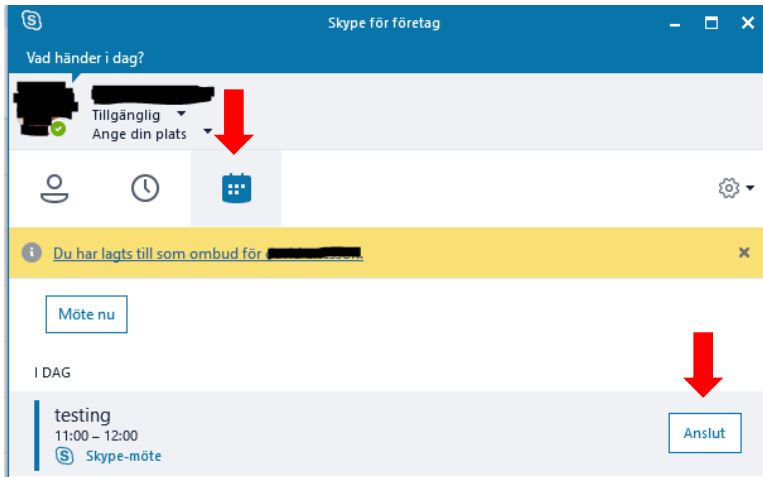 Skype för företag
Vad händer i dag?
Tillgänglig
Ange din plats
Du har lagts till som ombud för
Möte nu
I DAG
testing
11:00 – 12:00
Anslut
S Skype-möte